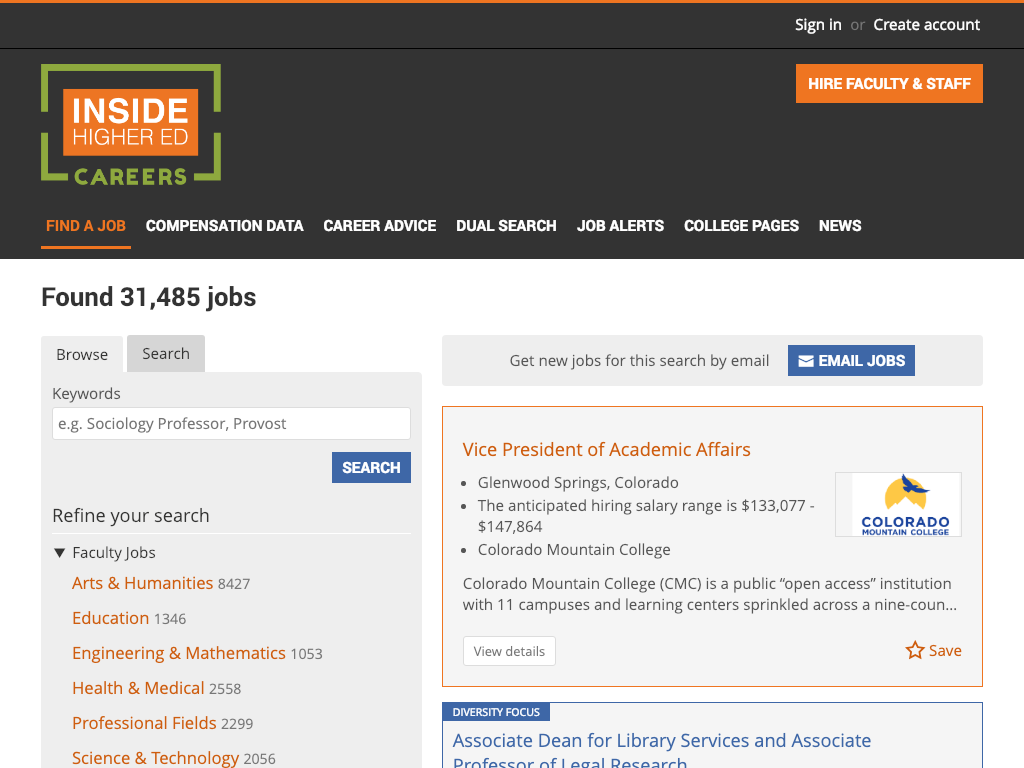 Sign in or Create account
INSIDE
HIGHER ED
CAREERS
HIRE FACULTY & STAFF
FIND A JOB COMPENSATION DATA CAREER ADVICE DUAL SEARCH JOB ALERTS COLLEGE PAGES NEWS
Found 31,485 jobs
Browse Search
Keywords
e.g. Sociology Professor, Provost
SEARCH
Refine your search
Faculty Jobs
Arts & Humanities 8427
Education 1346
Engineering & Mathematics 1053
Health & Medical 2558
Professional Fields 2299
Science & Technology 2056
Get new jobs for this search by email EMAIL JOBS
Vice President of Academic Affairs
Glenwood Springs, Colorado
The anticipated hiring salary range is $133,077 -
$147,864
Colorado Mountain College
COLORADO
MOUNTAIN COLLEGE
Colorado Mountain College (CMC) is a public “open access” institution
with 11 campuses and learning centers sprinkled across a nine-coun...
View details Save
DIVERSITY FOCUS
Associate Dean for Library Services and Associate
Professor of Legal Research